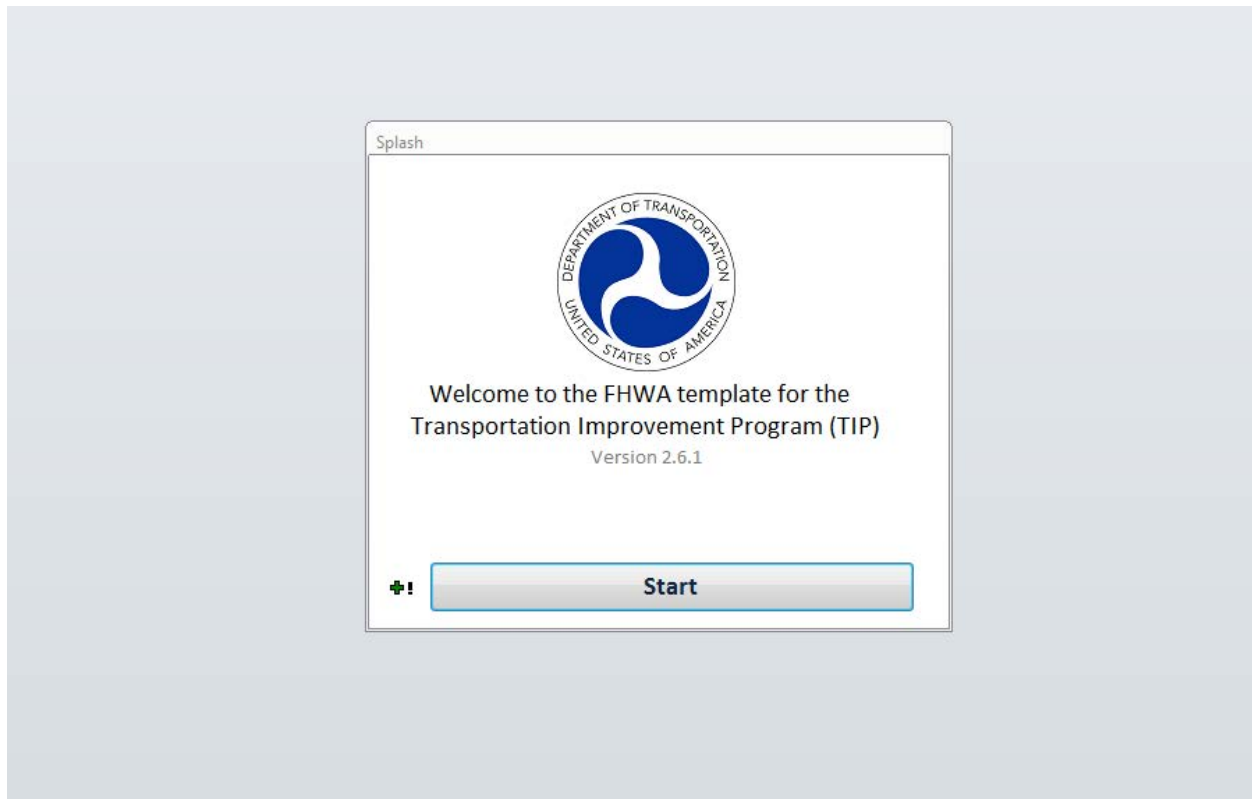 Splash
DEPARTMENT OF TRANSPORTATION
UNITED STATES OF AMERICA
Welcome to the FHWA template for the
Transportation Improvement Program (TIP)
Version 2.6.1
!
Start